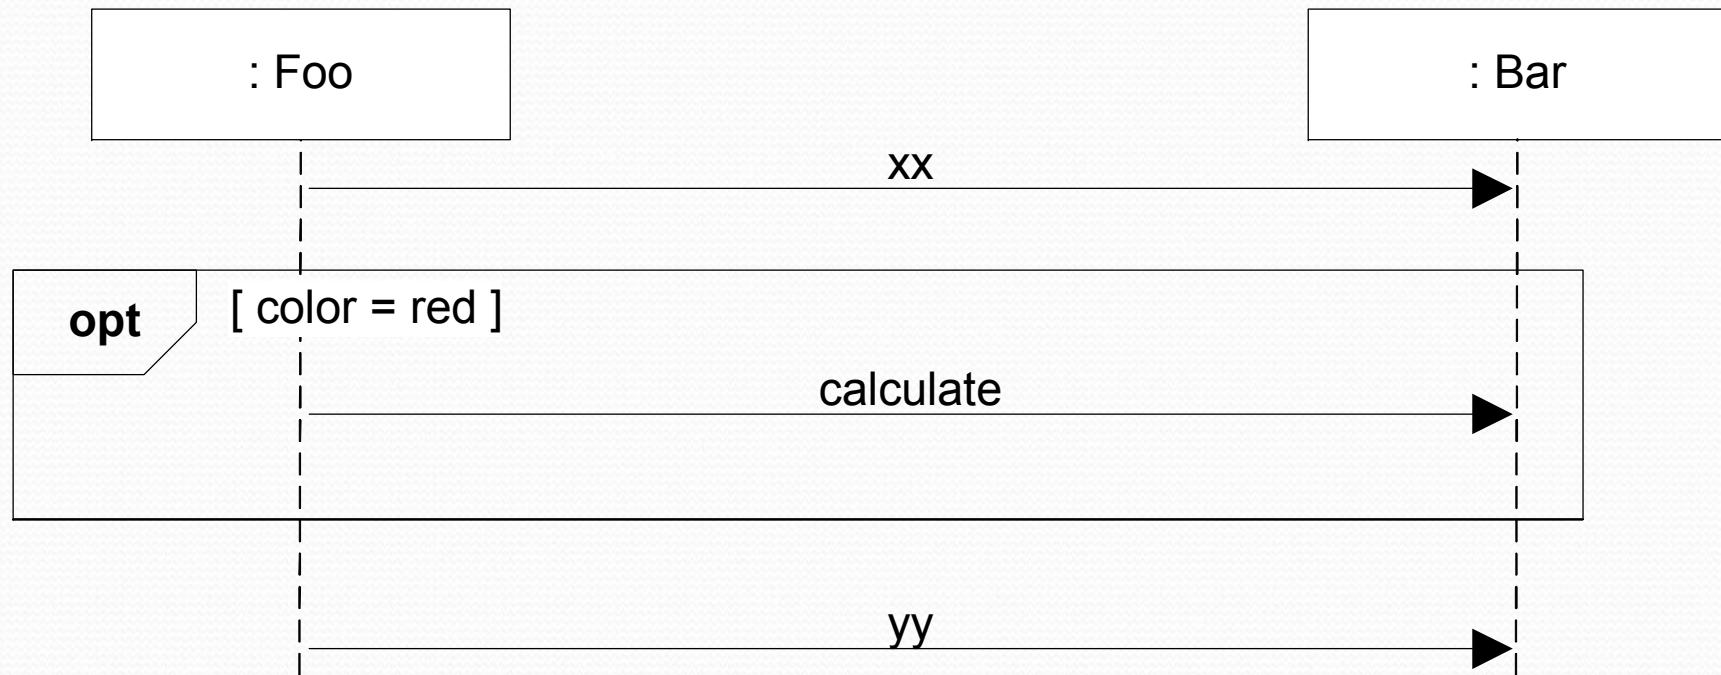 : Foo
: Bar
xx
opt
[ color = red ]
calculate
yy